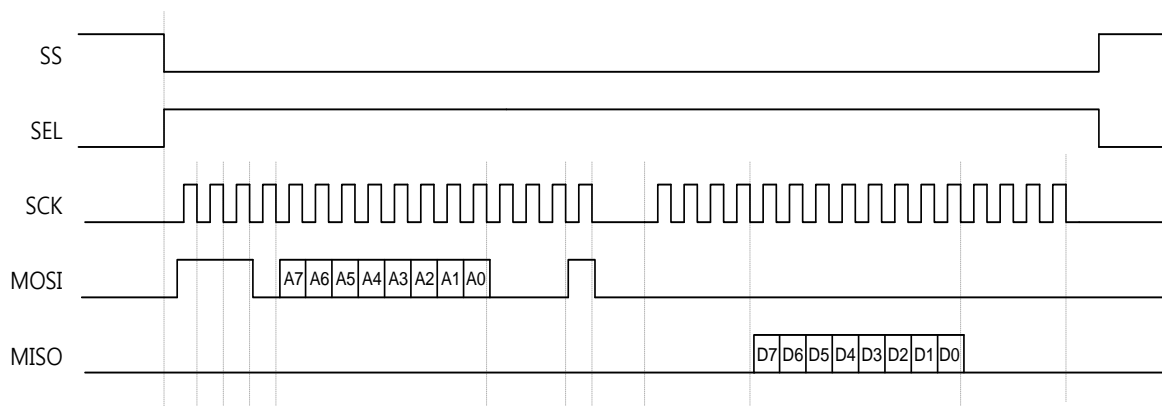 SS
SEL
SCK
MOSI
A7 A6 A5 A4 A3 A2 A1 A0
MISO
D7 D6 D5 D4 D3 D2 D1 D0